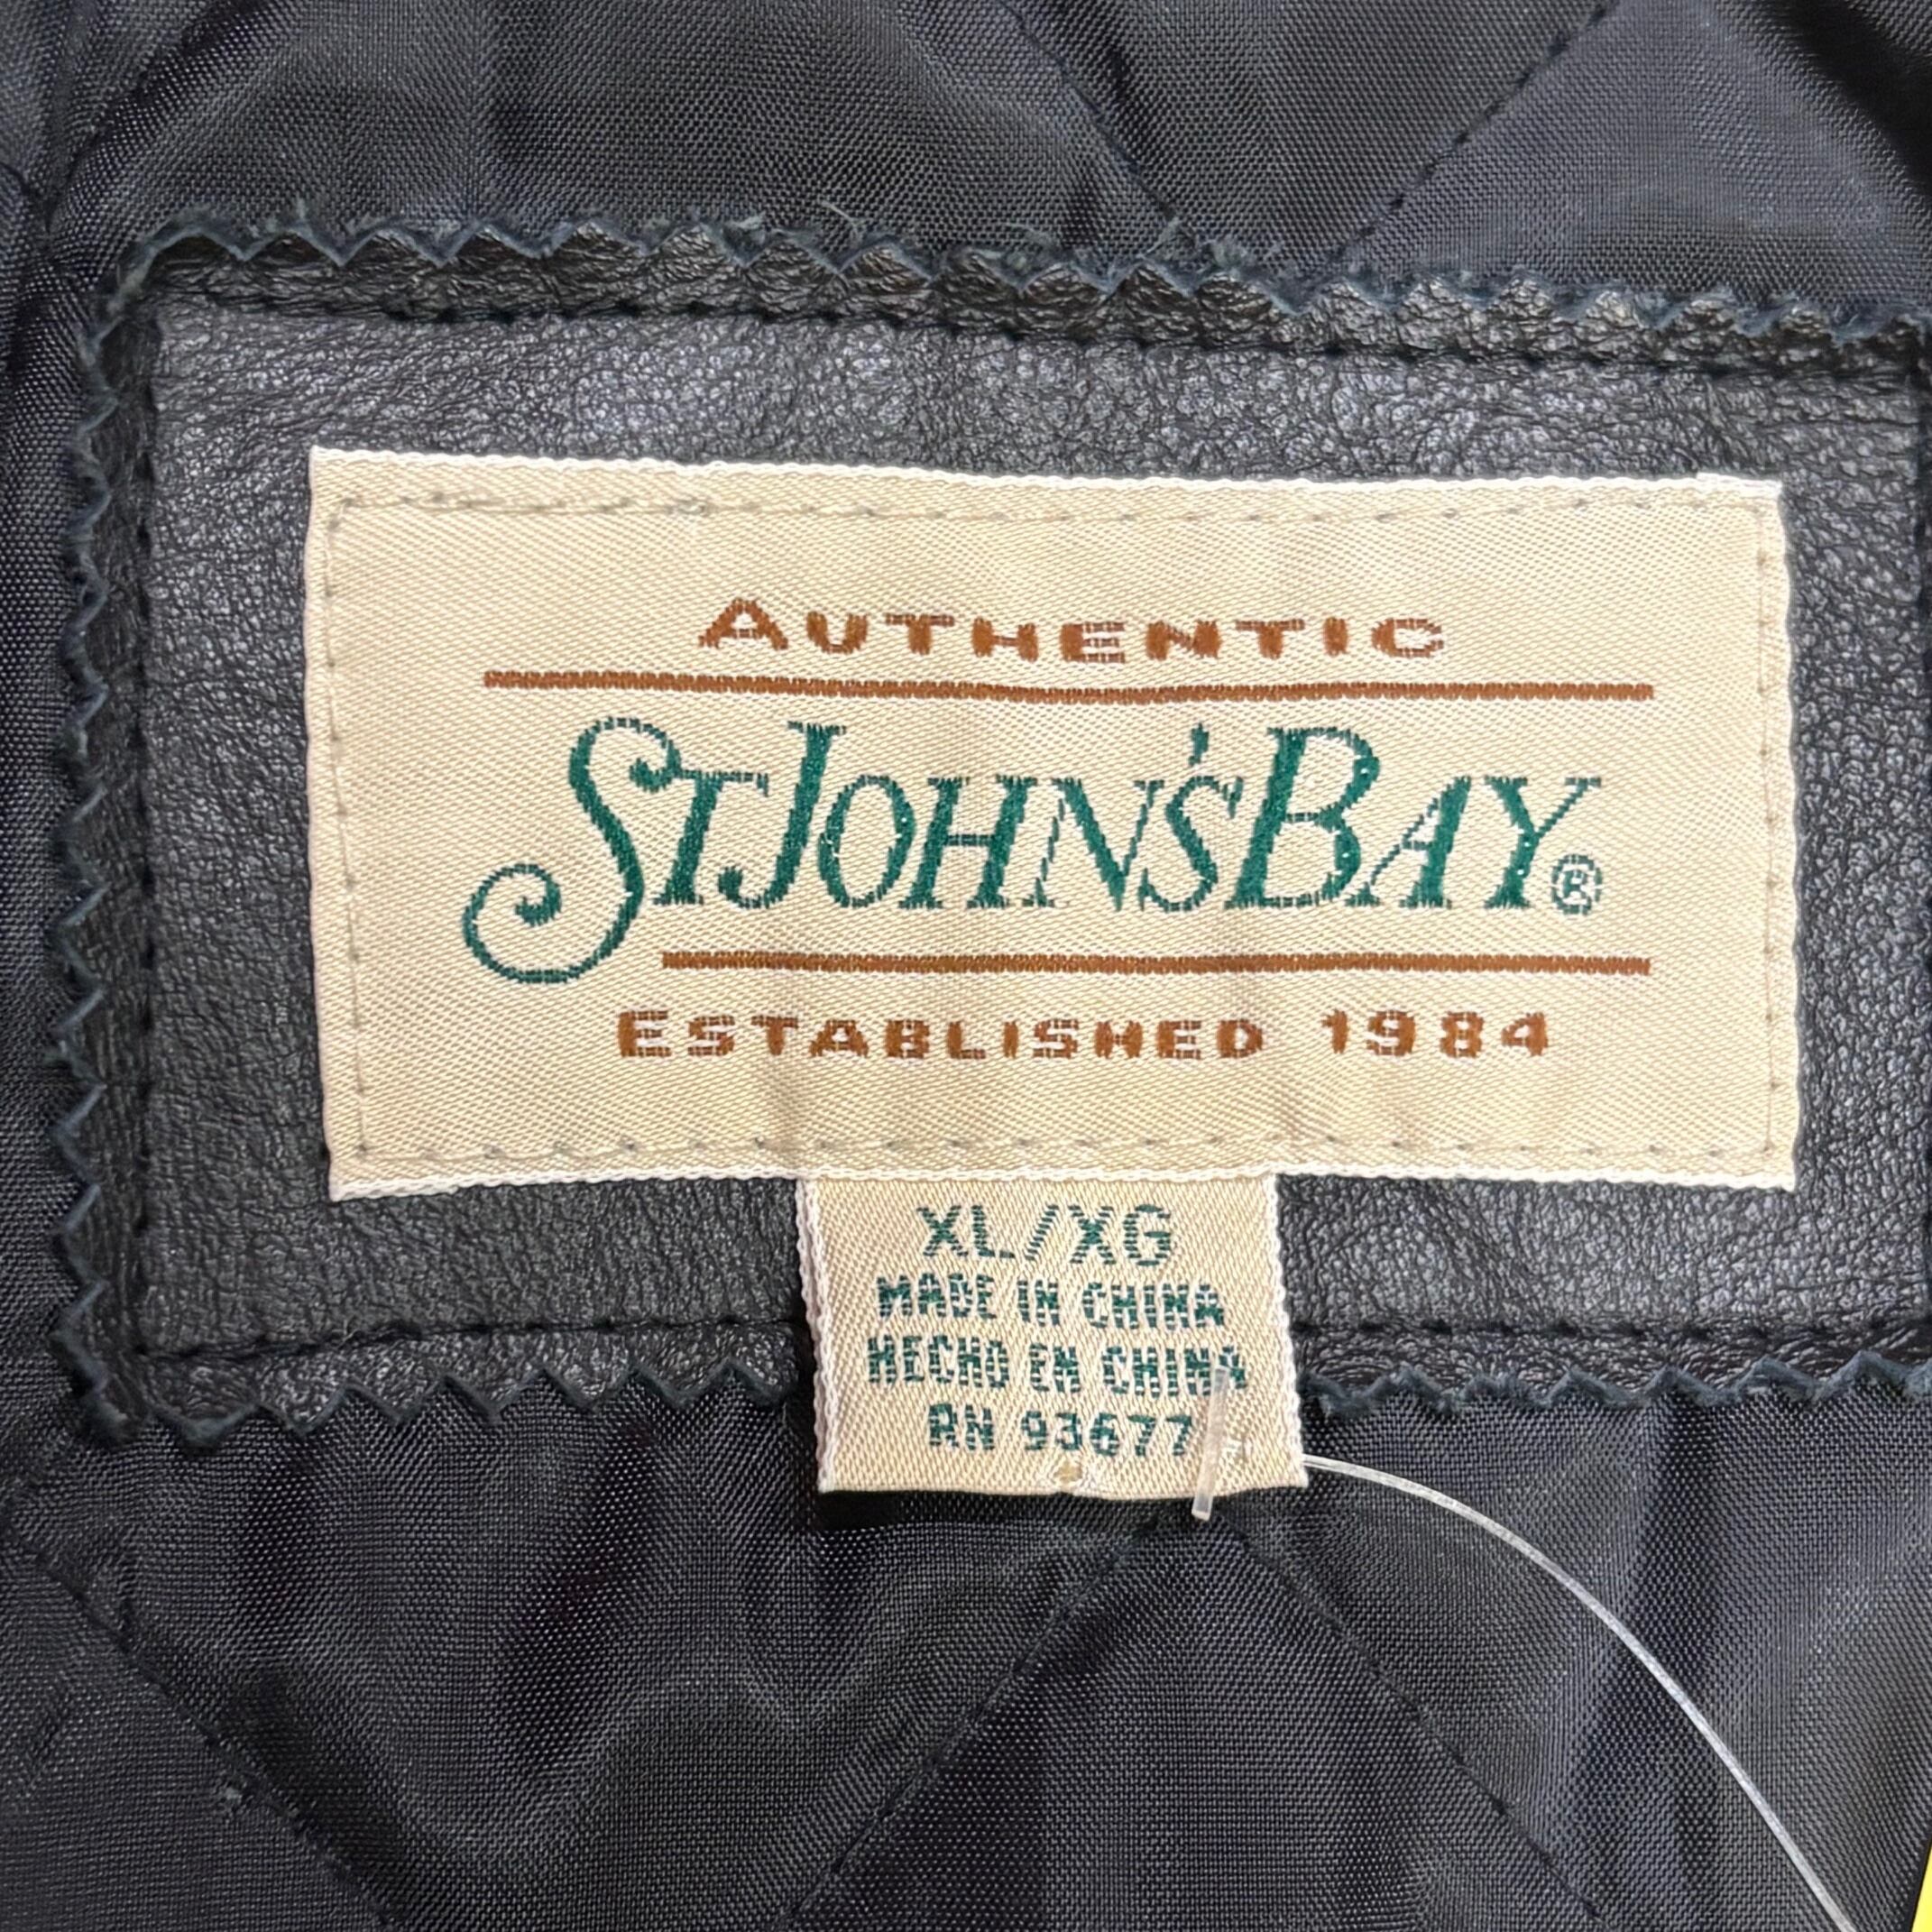 AUTHENTIC
ST JOHN'S BAY®
ESTABLISHED 1984
XL/XG
MADE IN CHINA
HECHO EN CHINA
RN 93677